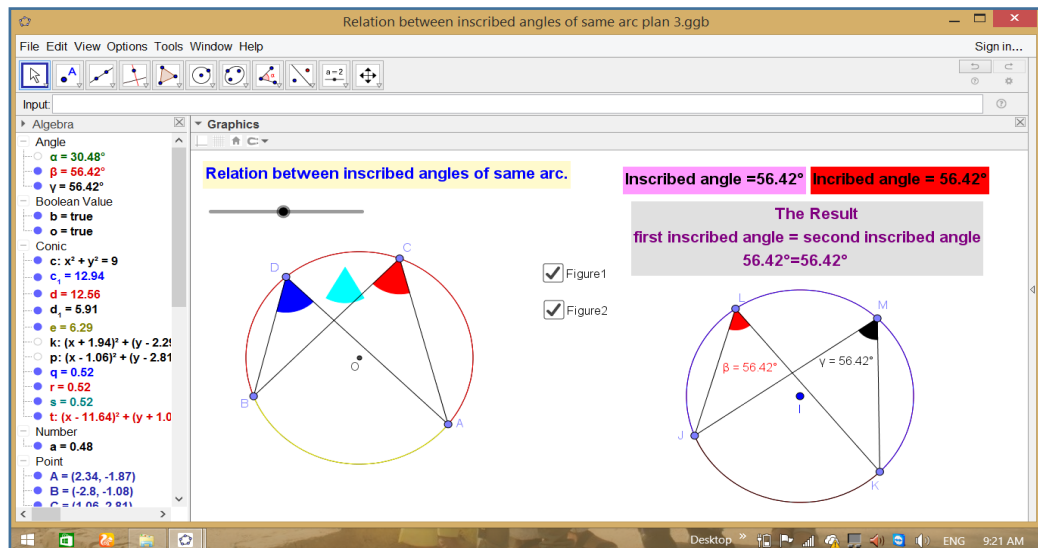 Relation between inscribed angles of same arc plan 3.ggb
File Edit View Options Tools Window Help
Sign in...
A
α
a=2
Input:
Algebra
Graphics
Angle
α = 30.48°
β = 56.42°
γ = 56.42°
Boolean Value
b = true
o = true
Conic
c: x² + y² = 9
c₁ = 12.94
d = 12.56
d₁ = 5.91
e = 6.29
k: (x + 1.94)² + (y - 2.29
p: (x - 1.06)² + (y - 2.81
q = 0.52
r = 0.52
s = 0.52
t: (x - 11.64)² + (y + 1.0
Number
a = 0.48
Point
A = (2.34, -1.87)
B = (-2.8, -1.08)
C = (1.06, 2.81)
Relation between inscribed angles of same arc.
Inscribed angle =56.42° Incribed angle = 56.42°
The Result
first inscribed angle = second inscribed angle
56.42°=56.42°
C
D
O
B
A
Figure1
Figure2
L
M
β = 56.42°
γ = 56.42°
I
J
K
Desktop » ENG 9:21 AM